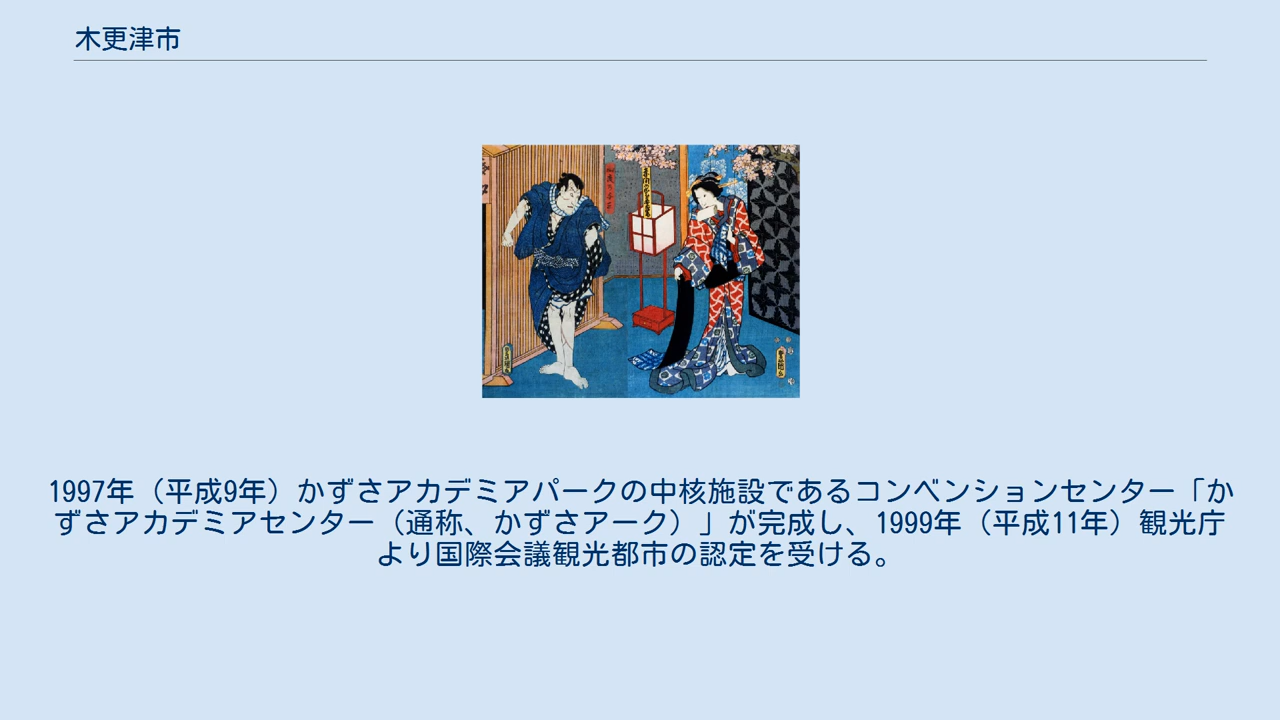 木更津市
1997年（平成9年）かずさアカデミアパークの中核施設であるコンベンションセンター「か
ずさアカデミアセンター（通称、かずさアーク）」が完成し、1999年（平成11年）観光庁
より国際会議観光都市の認定を受ける。